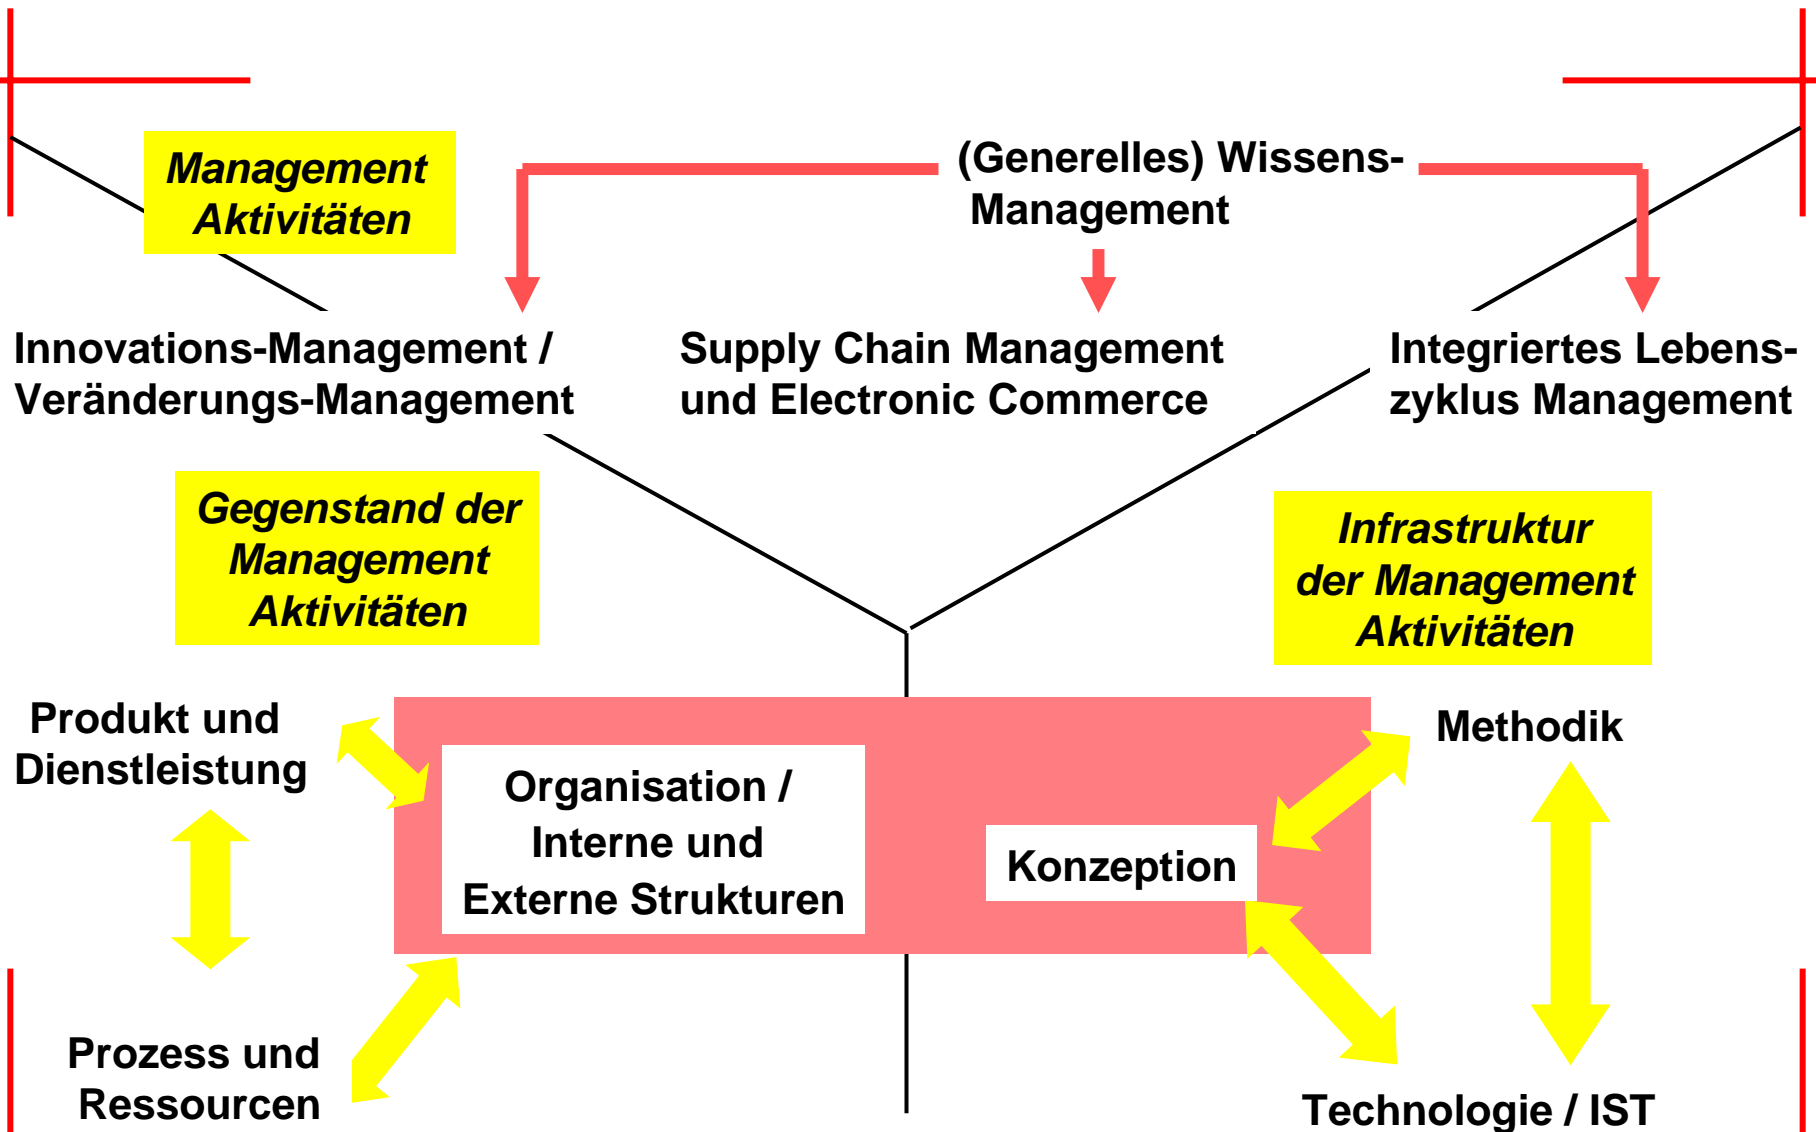 Management
Aktivitäten
(Generelles) Wissens-
Management
Innovations-Management /
Veränderungs-Management
Supply Chain Management
und Electronic Commerce
Integriertes Lebens-
zyklus Management
Gegenstand der
Management
Aktivitäten
Infrastruktur
der Management
Aktivitäten
Produkt und
Dienstleistung
Organisation /
Interne und
Externe Strukturen
Konzeption
Methodik
Prozess und
Ressourcen
Technologie / IST